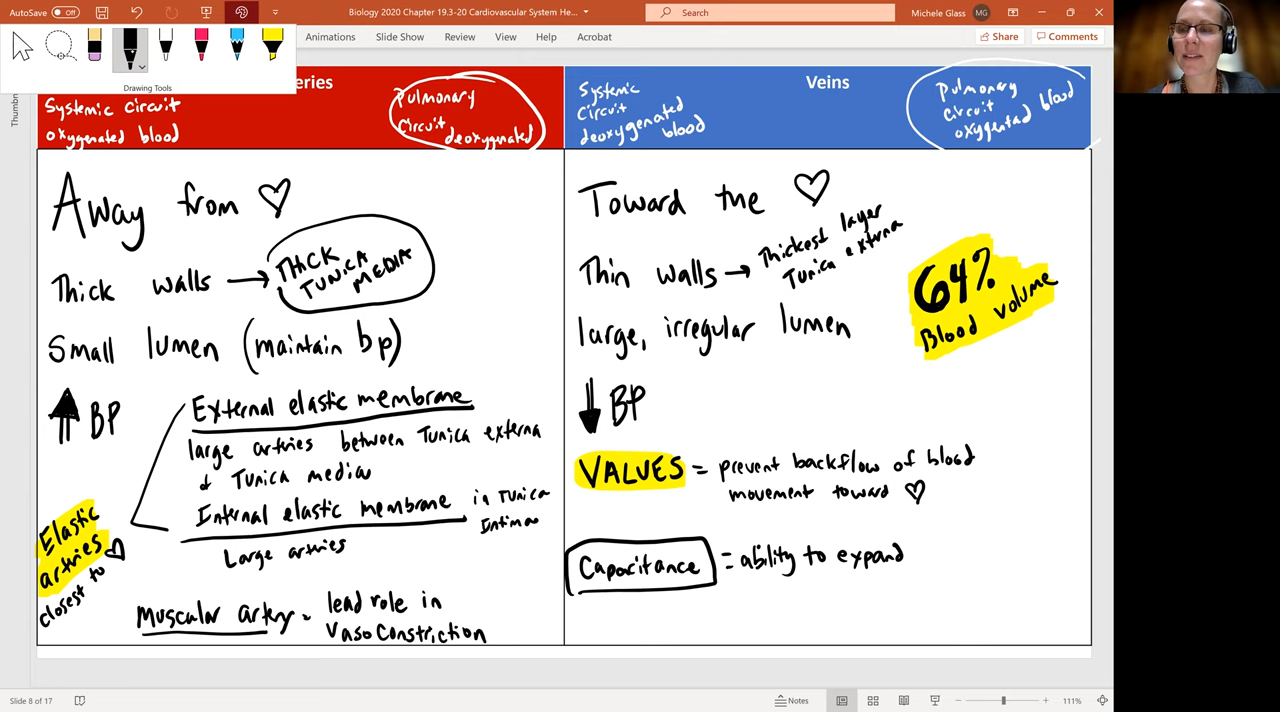 AutoSave Off
Biology 2020 Chapter 19.3-20 Cardiovascular System He...
Search
Michele Glass MG
Animations Slide Show Review View Help Acrobat
Share Comments
Drawing Tools
Thumbn
eries
Systemic circuit
oxygenated blood
Pulmonary
Circuit
deoxygenated
Away from
Thick walls → THICK
TUNICA
MEDIA
Small lumen (maintain bp)
↑ BP
External elastic membrane
large arteries between Tunica externa
↓ Tunica media
Internal elastic membrane in Tunica
Intima
Large arteries
Elastic
arteries
closest to
Muscular artery = lead role in
VasoConstriction
Veins
Systemic
circuit
deoxygenated
blood
Pulmonary
circuit
oxygentad blood
Toward the
Thin walls → Thickest layer
Tunica externa
large, irregular lumen
64%
Blood volume
↓ BP
VALUES = prevent backflow of blood
movement toward
Capacitance = ability to expand
Slide 8 of 17
Notes
111%